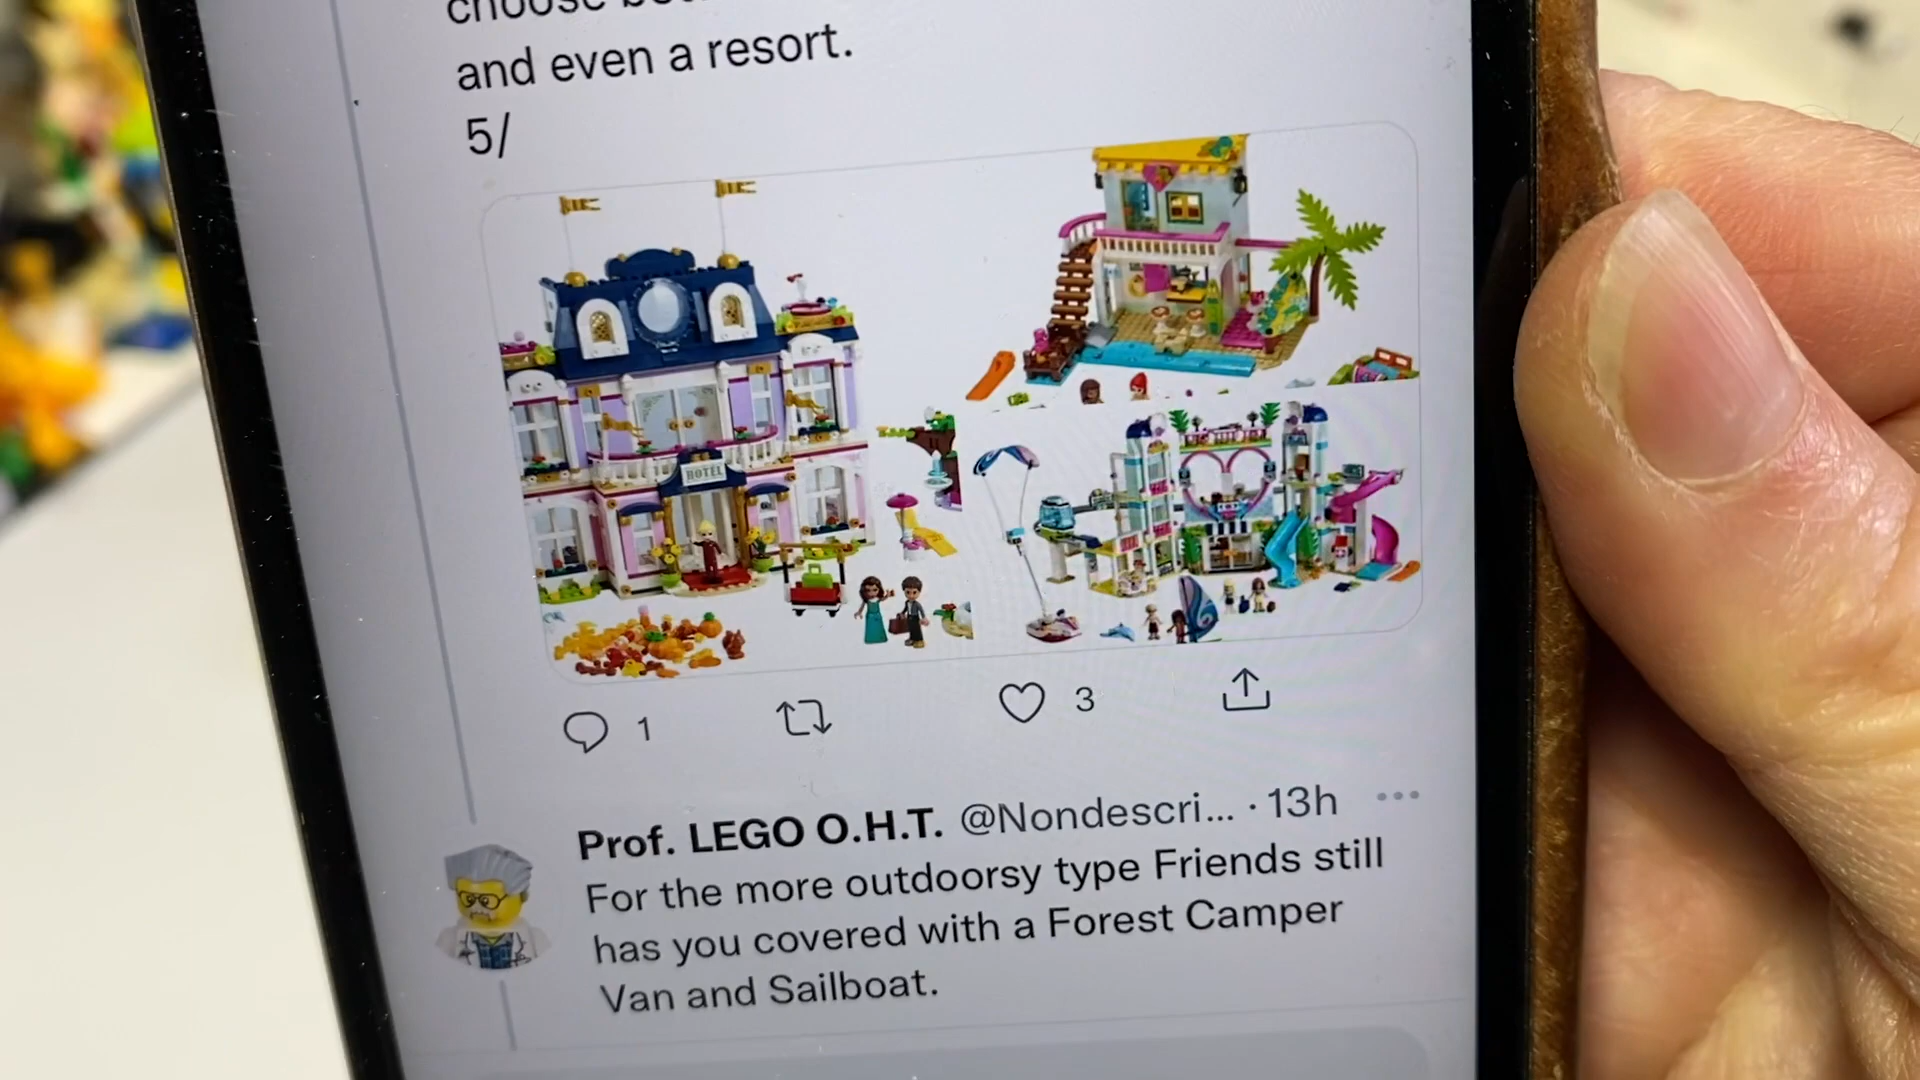 choose
and even a resort.
5/
HOTEL
1
3
Prof. LEGO O.H.T. @Nondescri... · 13h
For the more outdoorsy type Friends still
has you covered with a Forest Camper
Van and Sailboat.